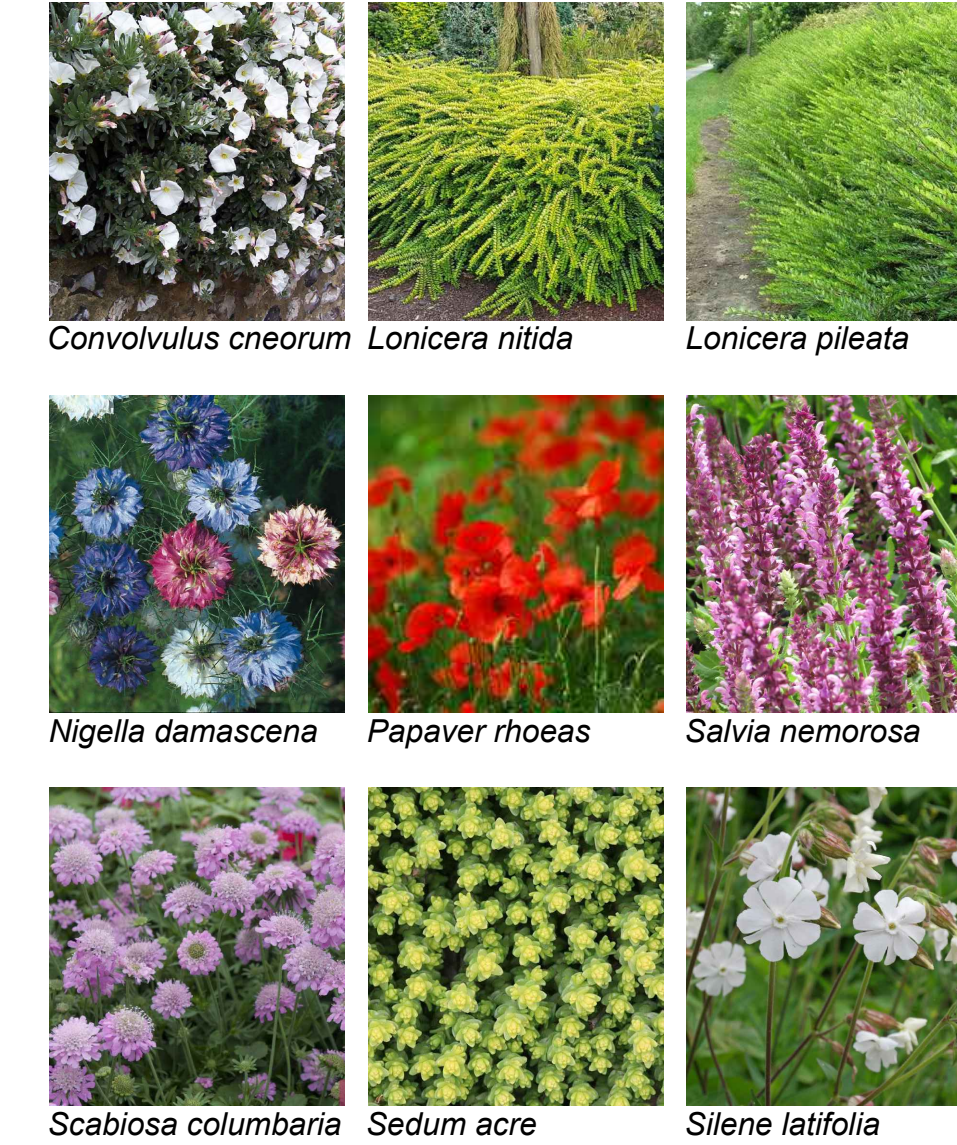 Convolvulus cneorum Lonicera nitida Lonicera pileata
Nigella damascena Papaver rhoeas Salvia nemorosa
Scabiosa columbaria Sedum acre Silene latifolia